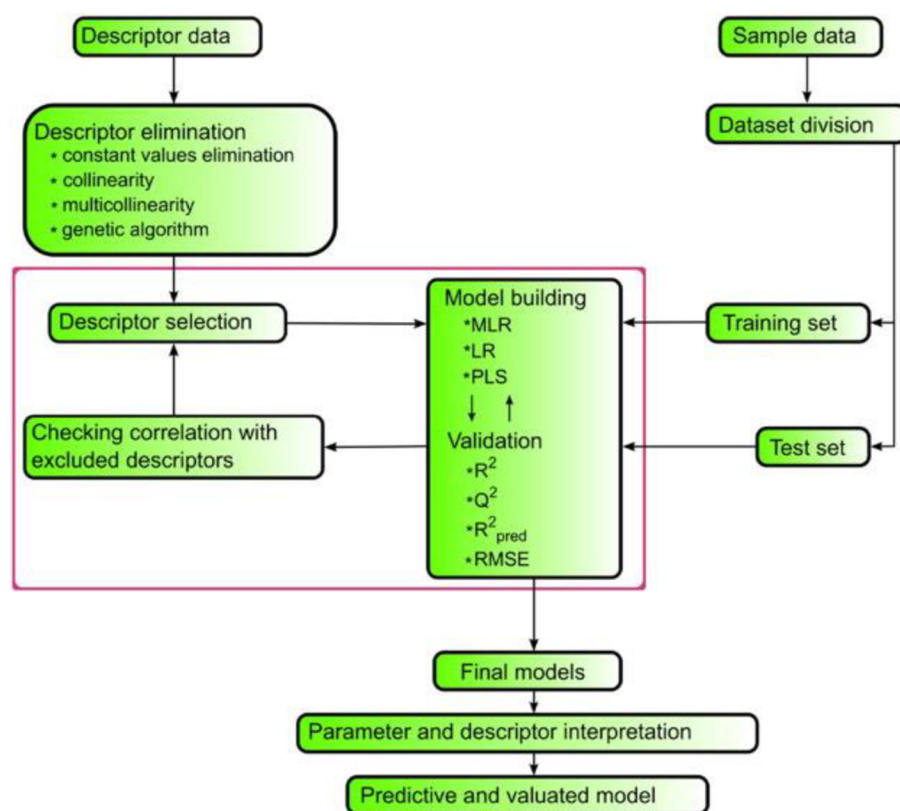 Descriptor data
Sample data
Descriptor elimination
* constant values elimination
* collinearity
* multicollinearity
* genetic algorithm
Dataset division
Descriptor selection
Model building
*MLR
*LR
*PLS
Validation
*R²
*Q²
*R²pred
*RMSE
Training set
Checking correlation with
excluded descriptors
Test set
Final models
Parameter and descriptor interpretation
Predictive and valuated model